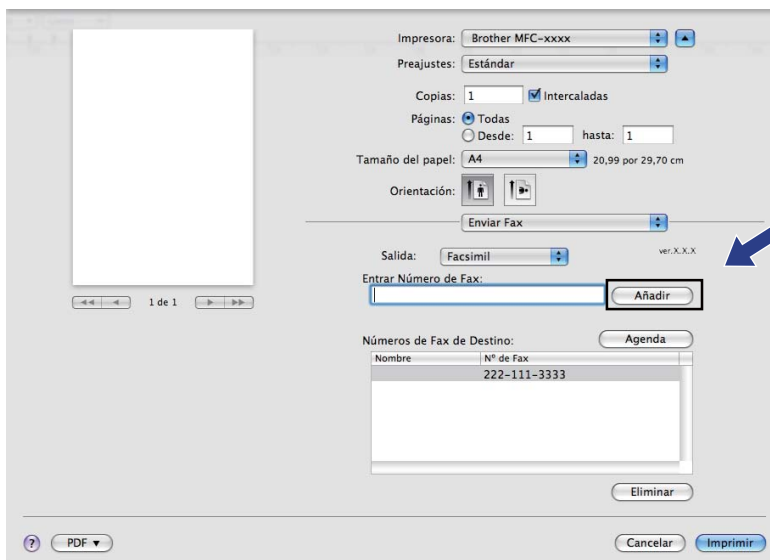 Impresora: Brother MFC-xxxx
Preajustes: Estándar
Copias: 1 Intercaladas
Páginas: Todas
Desde: 1 hasta: 1
Tamaño del papel: A4 20,99 por 29,70 cm
Orientación:
Enviar Fax
Salida: Facsimil ver.X.X.X
Entrar Número de Fax:
Añadir
1 de 1
Números de Fax de Destino: Agenda
Nombre Nº de Fax
222-111-3333
Eliminar
? PDF Cancelar Imprimir